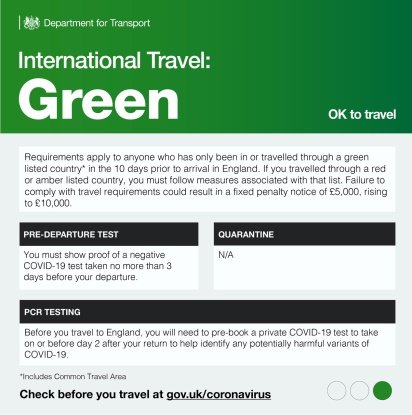 Department for Transport
International Travel:
Green
OK to travel
Requirements apply to anyone who has only been in or travelled through a green
listed country* in the 10 days prior to arrival in England. If you travelled through a red
or amber listed country, you must follow measures associated with that list. Failure to
comply with travel requirements could result in a fixed penalty notice of £5,000, rising
to £10,000.
PRE-DEPARTURE TEST
You must show proof of a negative
COVID-19 test taken no more than 3
days before your departure.
QUARANTINE
N/A
PCR TESTING
Before you travel to England, you will need to pre-book a private COVID-19 test to take
on or before day 2 after your return to help identify any potentially harmful variants of
COVID-19.
*Includes Common Travel Area
Check before you travel at gov.uk/coronavirus